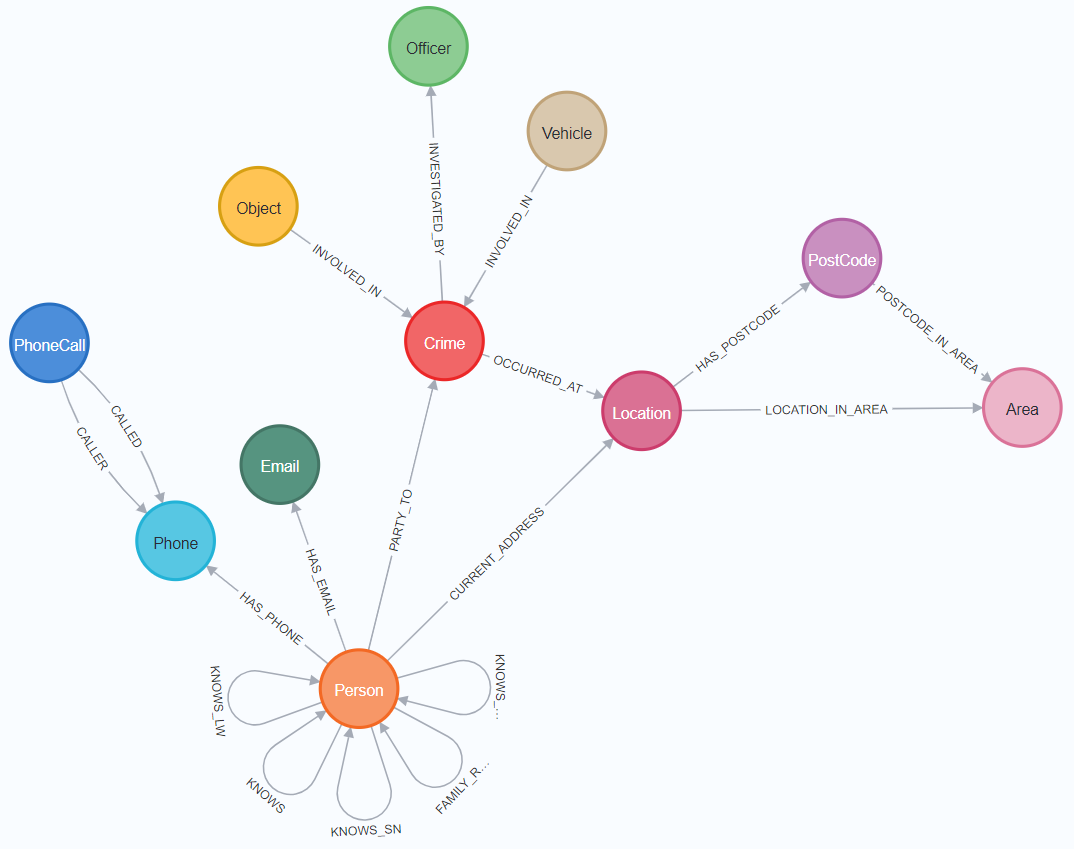 Officer
Vehicle
INVESTIGATED_BY
Object
INVOLVED_IN
INVOLVED_IN
PostCode
PhoneCall
Crime
HAS_POSTCODE
POSTCODE_IN_AREA
OCCURRED_AT
Location
LOCATION_IN_AREA
Area
CALLED
CALLER
Email
PARTY_TO
Phone
HAS_EMAIL
CURRENT_ADDRESS
HAS_PHONE
Person
KNOWS_LW
KNOWS_...
KNOWS
KNOWS_SN
FAMILY_R...